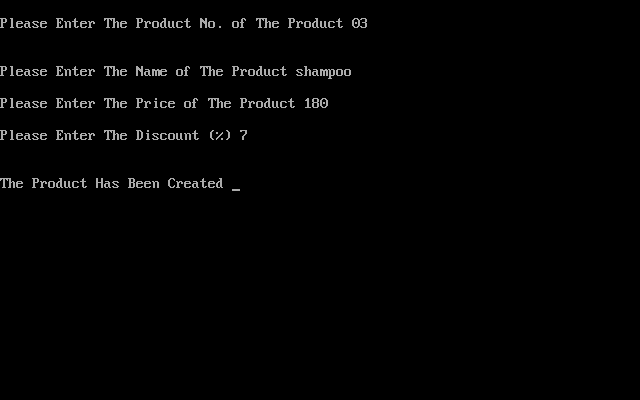 Please Enter The Product No. of The Product 03
Please Enter The Name of The Product shampoo
Please Enter The Price of The Product 180
Please Enter The Discount (%) 7
The Product Has Been Created _